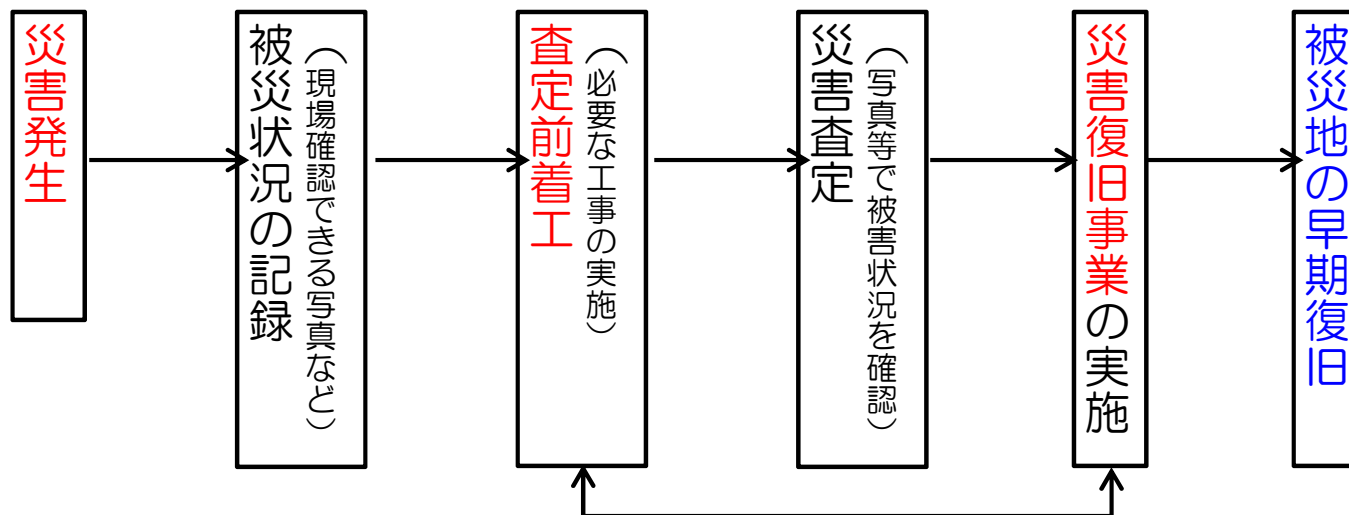 災害発生
被災状況の記録
（現場確認できる写真など）
査定前着工
（必要な工事の実施）
災害査定
（写真等で被害状況を確認）
災害復旧事業の実施
被災地の早期復旧